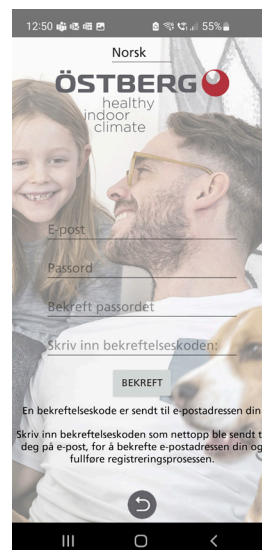 12:50
55%
Norsk
ÖSTBERG
healthy
indoor
climate
E-post
Passord
Bekreft passordet
Skriv inn bekreftelseskoden:
BEKREFT
En bekreftelseskode er sendt til e-postadressen din
Skriv inn bekreftelseskoden som nettopp ble sendt t
deg på e-post, for å bekrefte e-postadressen din og
fullføre registreringsprosessen.